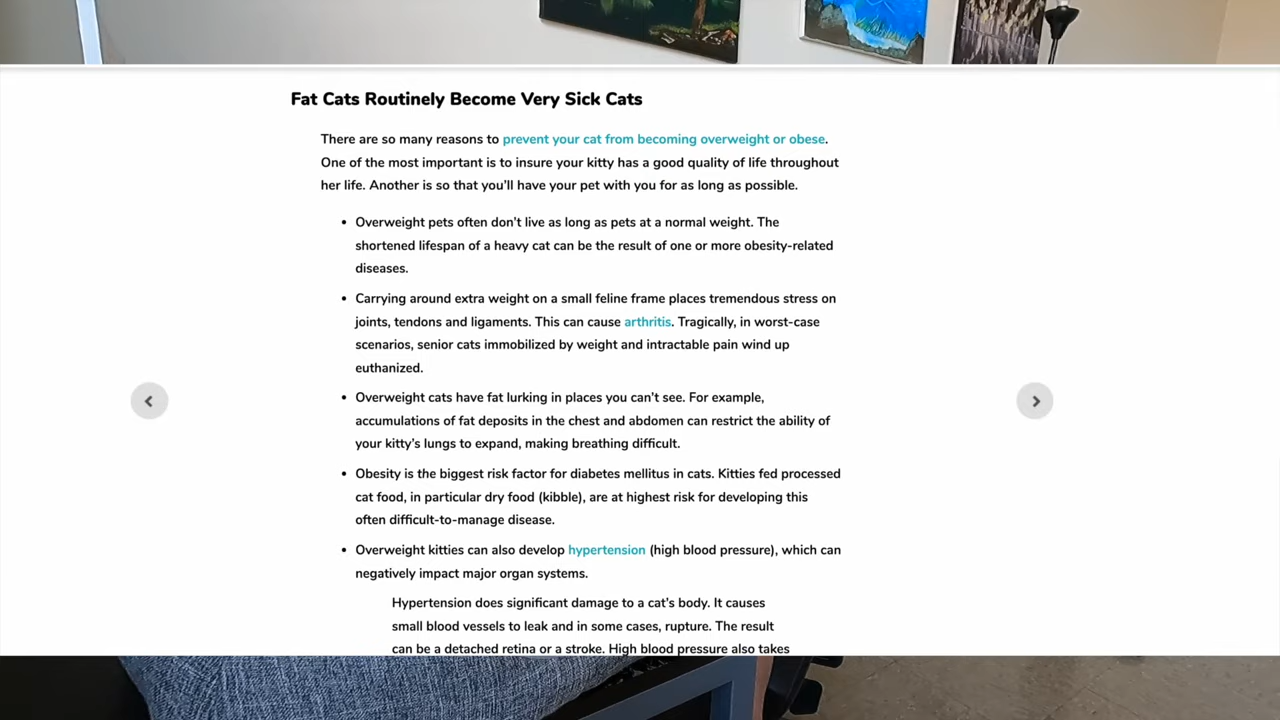 Fat Cats Routinely Become Very Sick Cats
There are so many reasons to prevent your cat from becoming overweight or obese.
One of the most important is to insure your kitty has a good quality of life throughout
her life. Another is so that you’ll have your pet with you for as long as possible.
• Overweight pets often don’t live as long as pets at a normal weight. The
shortened lifespan of a heavy cat can be the result of one or more obesity-related
diseases.
• Carrying around extra weight on a small feline frame places tremendous stress on
joints, tendons and ligaments. This can cause arthritis. Tragically, in worst-case
scenarios, senior cats immobilized by weight and intractable pain wind up
euthanized.
• Overweight cats have fat lurking in places you can’t see. For example,
accumulations of fat deposits in the chest and abdomen can restrict the ability of
your kitty’s lungs to expand, making breathing difficult.
• Obesity is the biggest risk factor for diabetes mellitus in cats. Kitties fed processed
cat food, in particular dry food (kibble), are at highest risk for developing this
often difficult-to-manage disease.
• Overweight kitties can also develop hypertension (high blood pressure), which can
negatively impact major organ systems.
Hypertension does significant damage to a cat’s body. It causes
small blood vessels to leak and in some cases, rupture. The result
can be a detached retina or a stroke. High blood pressure also takes